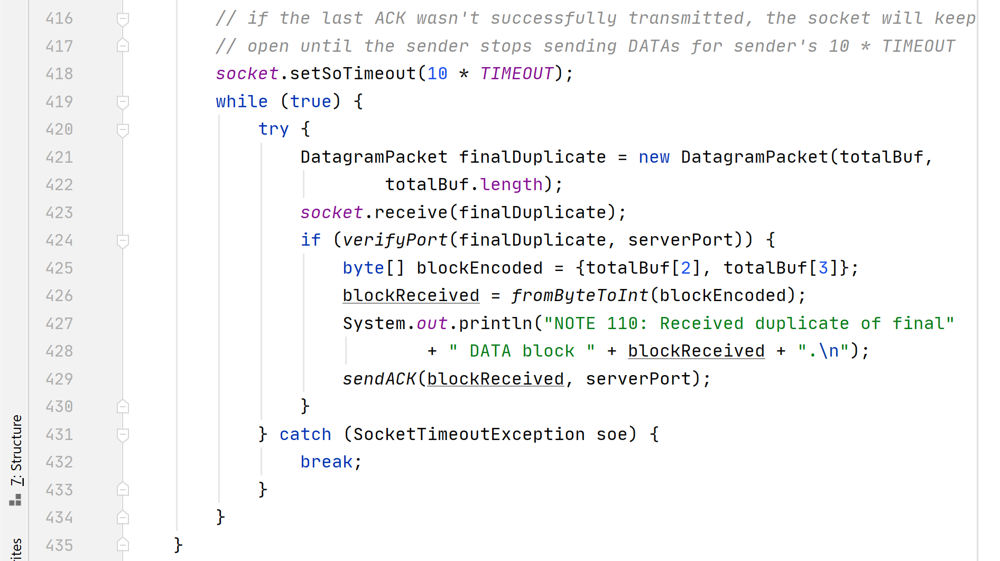 416 // if the last ACK wasn't successfully transmitted, the socket will keep
417 // open until the sender stops sending DATAs for sender's 10 * TIMEOUT
418 socket.setSoTimeout(10 * TIMEOUT);
419 while (true) {
420 try {
421 DatagramPacket finalDuplicate = new DatagramPacket(totalBuf,
422 totalBuf.length);
423 socket.receive(finalDuplicate);
424 if (verifyPort(finalDuplicate, serverPort)) {
425 byte[] blockEncoded = {totalBuf[2], totalBuf[3]};
426 blockReceived = fromByteToInt(blockEncoded);
427 System.out.println("NOTE 110: Received duplicate of final"
428 + " DATA block " + blockReceived + ".\n");
429 sendACK(blockReceived, serverPort);
430 }
431 } catch (SocketTimeoutException soe) {
432 break;
433 }
434 }
435 }
7: Structure
rites